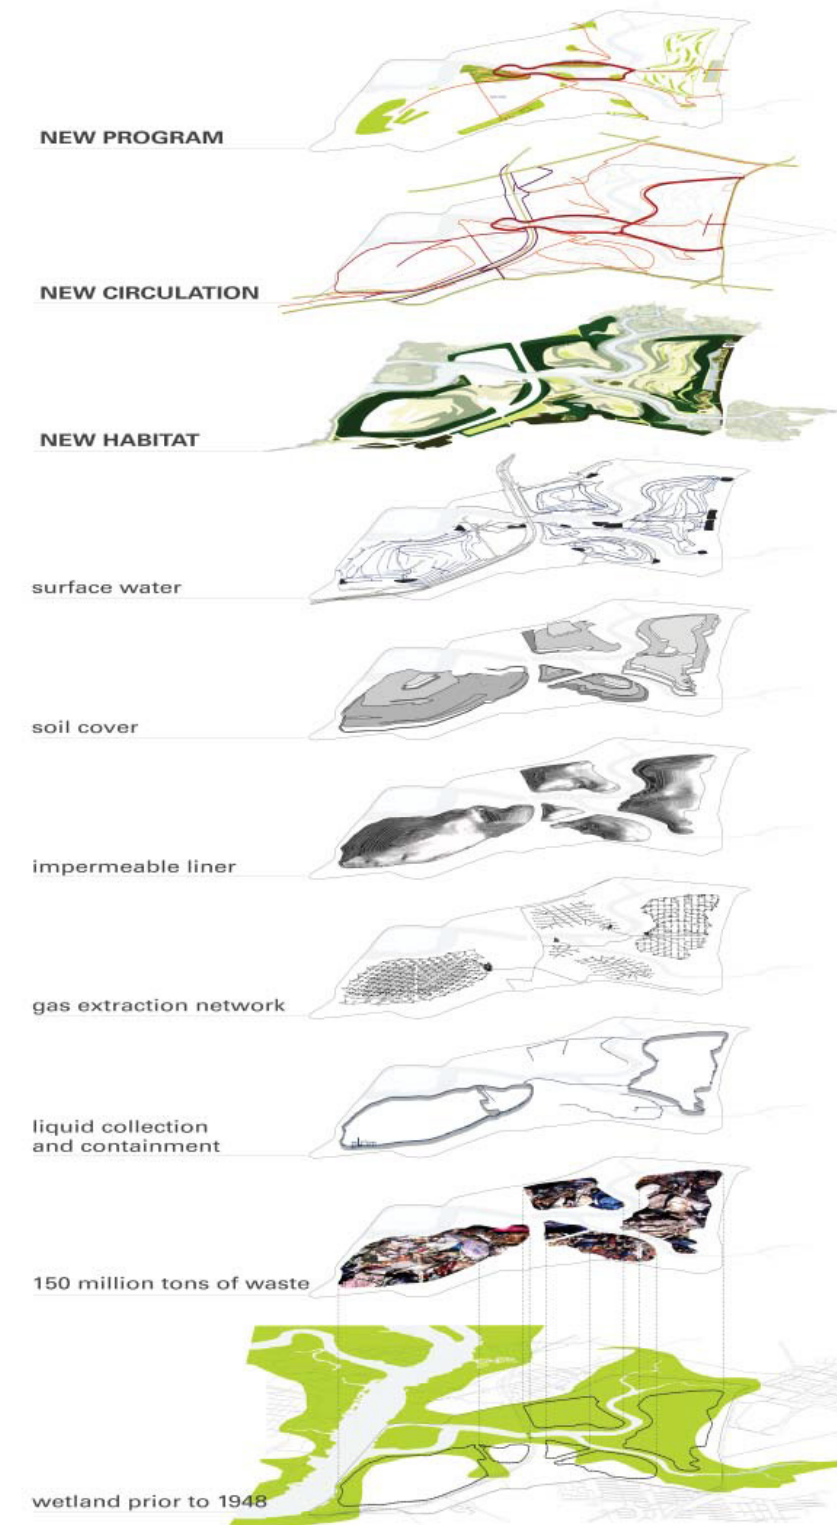 NEW PROGRAM
NEW CIRCULATION
NEW HABITAT
surface water
soil cover
impermeable liner
gas extraction network
liquid collection
and containment
150 million tons of waste
wetland prior to 1948